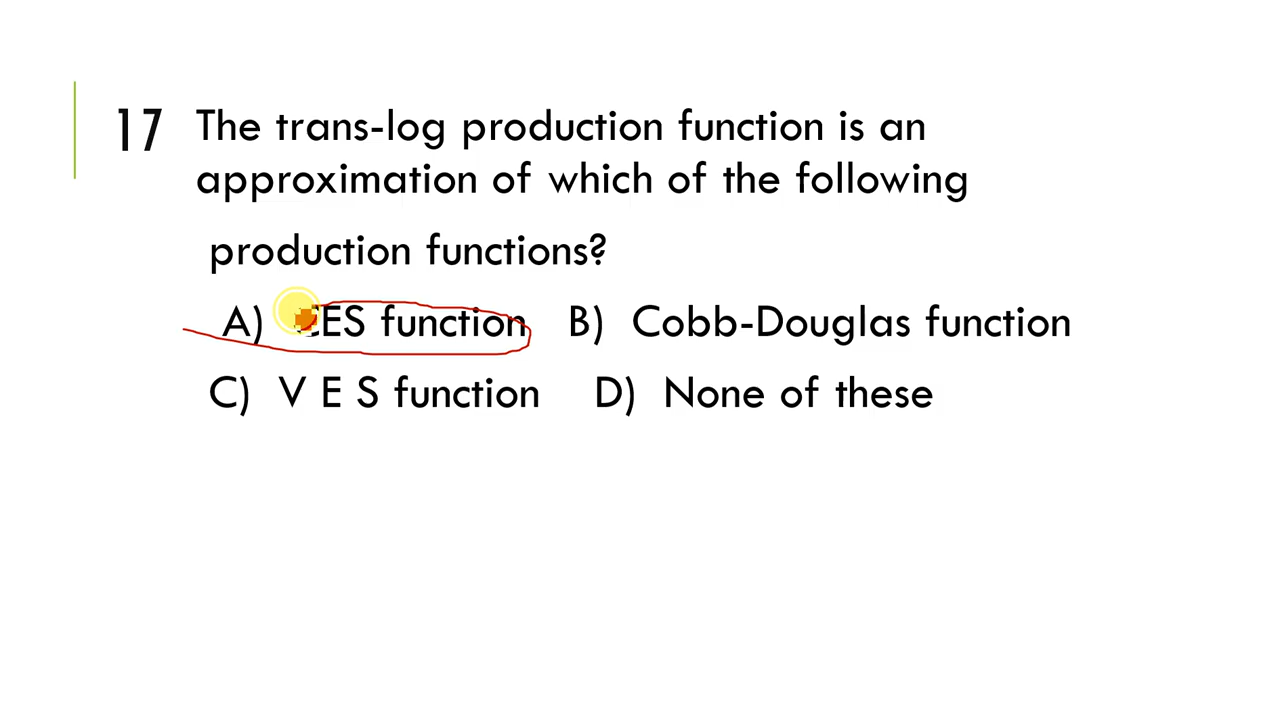 17 The trans-log production function is an
approximation of which of the following
production functions?
A) CES function B) Cobb-Douglas function
C) V E S function D) None of these